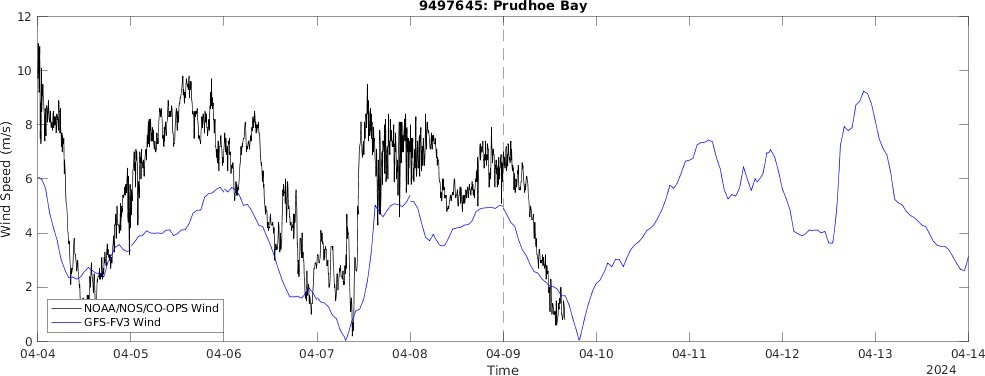 9497645: Prudhoe Bay
12
10
8
6
4
2
0
Wind Speed (m/s)
NOAA/NOS/CO-OPS Wind
GFS-FV3 Wind
04-04 04-05 04-06 04-07 04-08 04-09 04-10 04-11 04-12 04-13 04-14
Time
2024